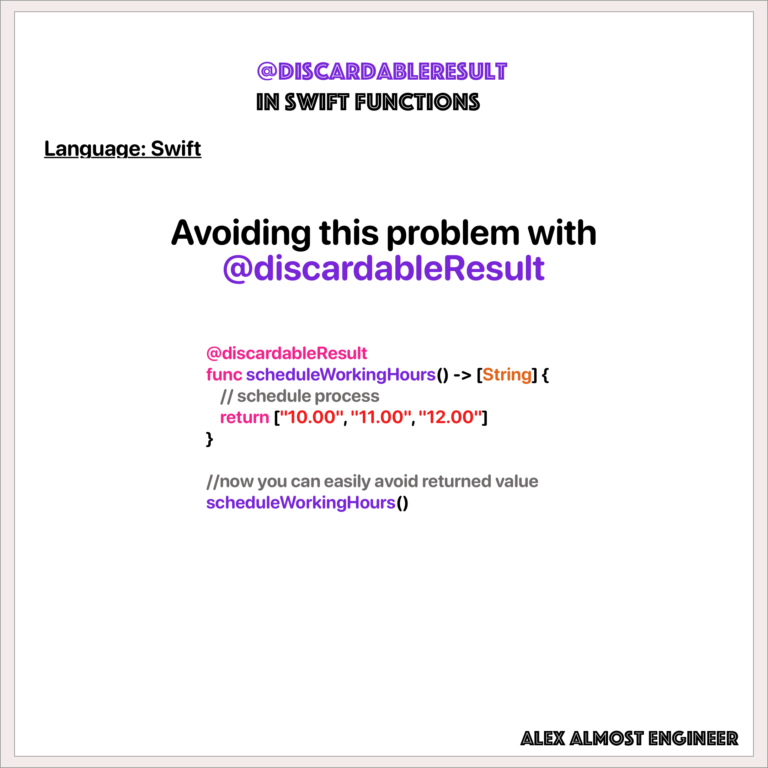 @DISCARDABLERESULT
IN SWIFT FUNCTIONS
Language: Swift
Avoiding this problem with
@discardableResult
@discardableResult
func scheduleWorkingHours() -> [String] {
// schedule process
return ["10.00", "11.00", "12.00"]
}
//now you can easily avoid returned value
scheduleWorkingHours()
ALEX ALMOST ENGINEER